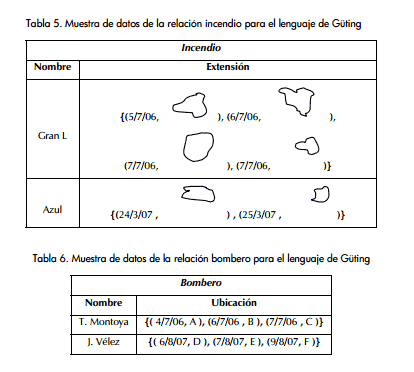 Tabla 5. Muestra de datos de la relación incendio para el lenguaje de Güting
Incendio
Nombre Extensión
Gran L
{(5/7/06, ), (6/7/06, ),
(7/7/06, ), (7/7/06, )}
Azul
{(24/3/07 , ) , (25/3/07 , )}
Tabla 6. Muestra de datos de la relación bombero para el lenguaje de Güting
Bombero
Nombre Ubicación
T. Montoya {( 4/7/06, A ), (6/7/06 , B ), (7/7/06 , C )}
J. Vélez {( 6/8/07, D ), (7/8/07, E ), (9/8/07, F )}